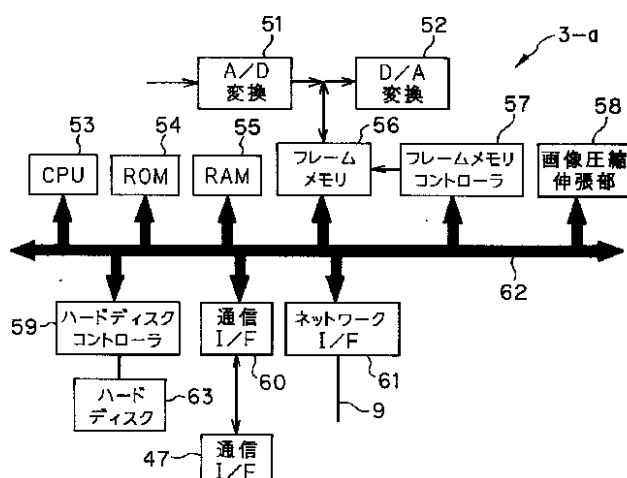 51
52
3-a
A/D
変換
D/A
変換
53
54
55
56
57
58
CPU
ROM
RAM
フレーム
メモリ
フレームメモリ
コントローラ
画像圧縮
伸張部
62
59
ハードディスク
コントローラ
通信
I/F
60
ネットワーク
I/F
61
ハード
ディスク
63
9
47
通信
I/F